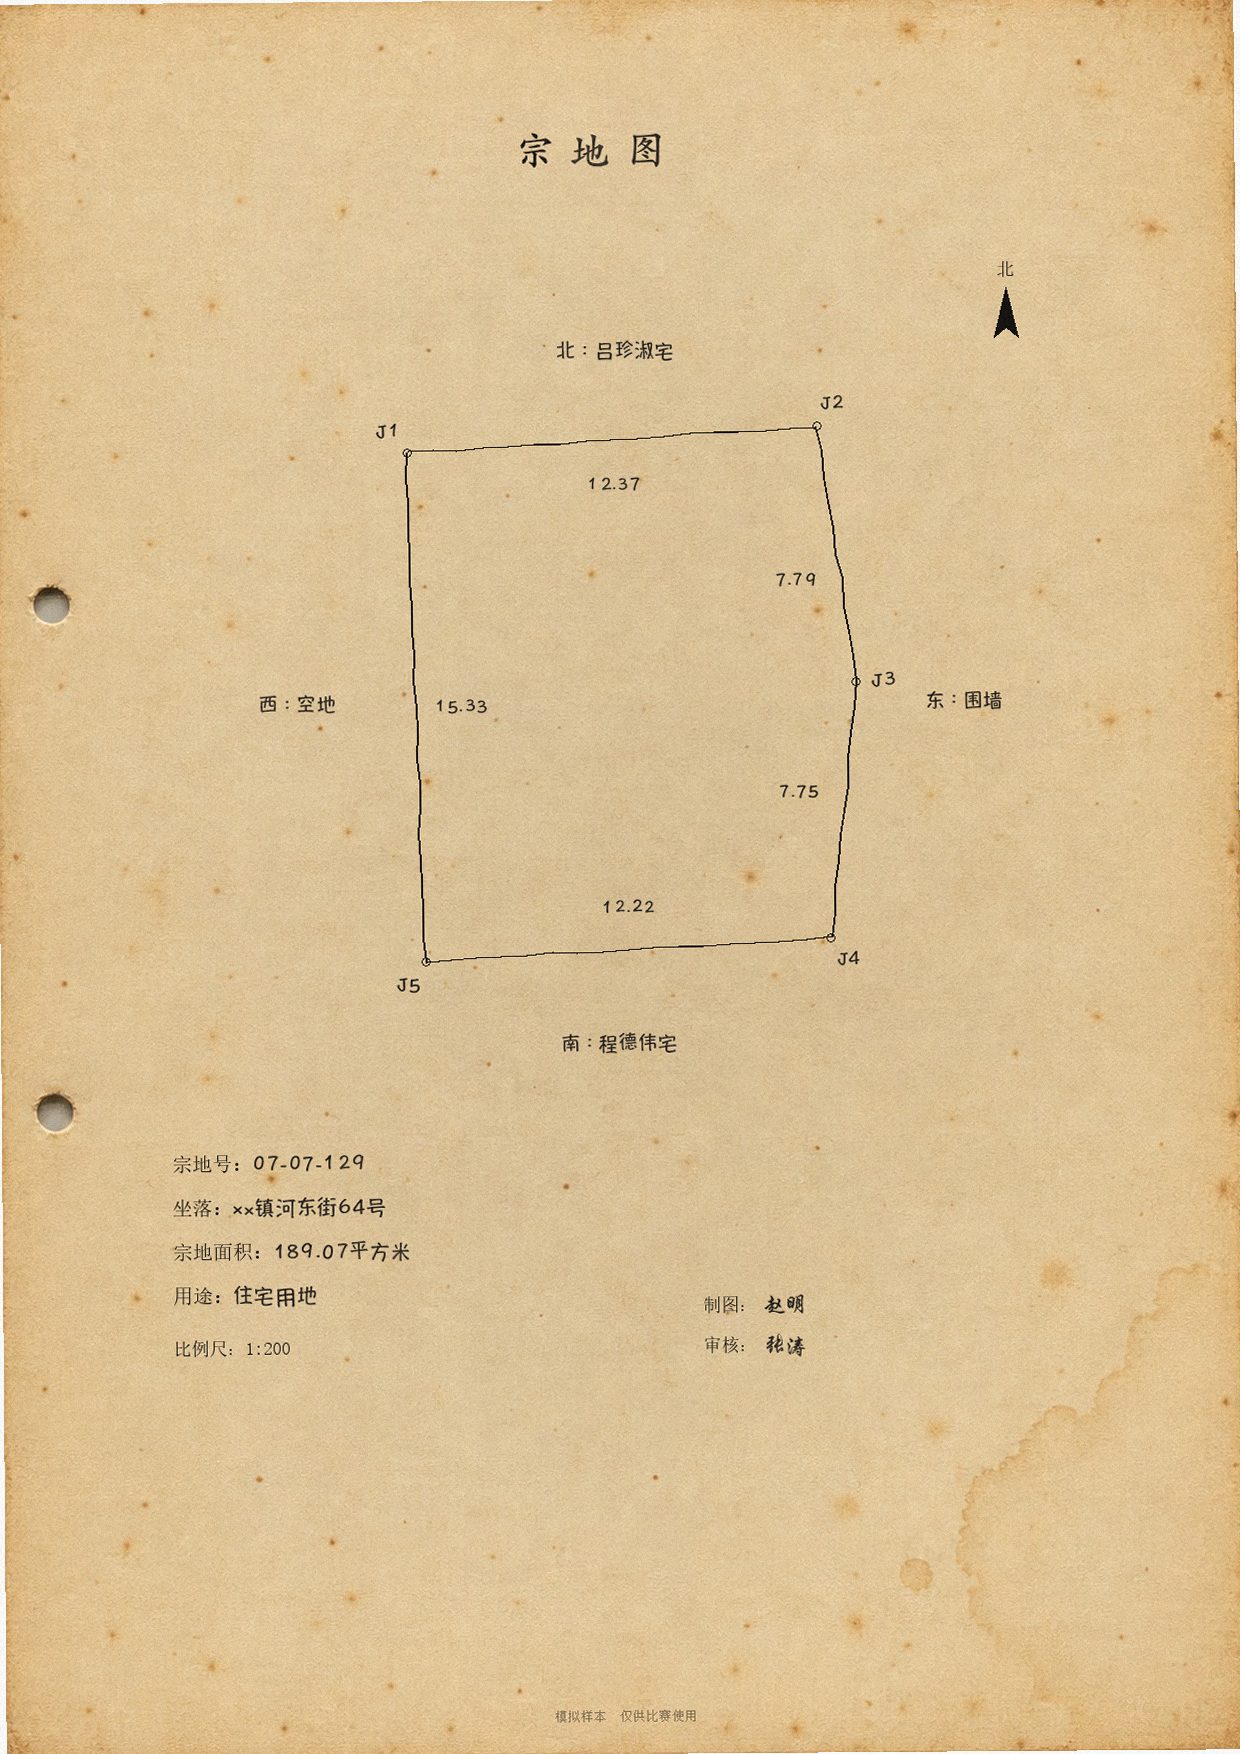 宗地图
北
北：吕珍淑宅
J2
J1
12.37
7.79
J3
西：空地
15.33
东：围墙
7.75
12.22
J4
J5
南：程德伟宅
宗地号：07-07-129
坐落：××镇河东街64号
宗地面积：189.07平方米
用途：住宅用地
制图：赵明
比例尺：1:200
审核：张涛
模拟样本 仅供比赛使用